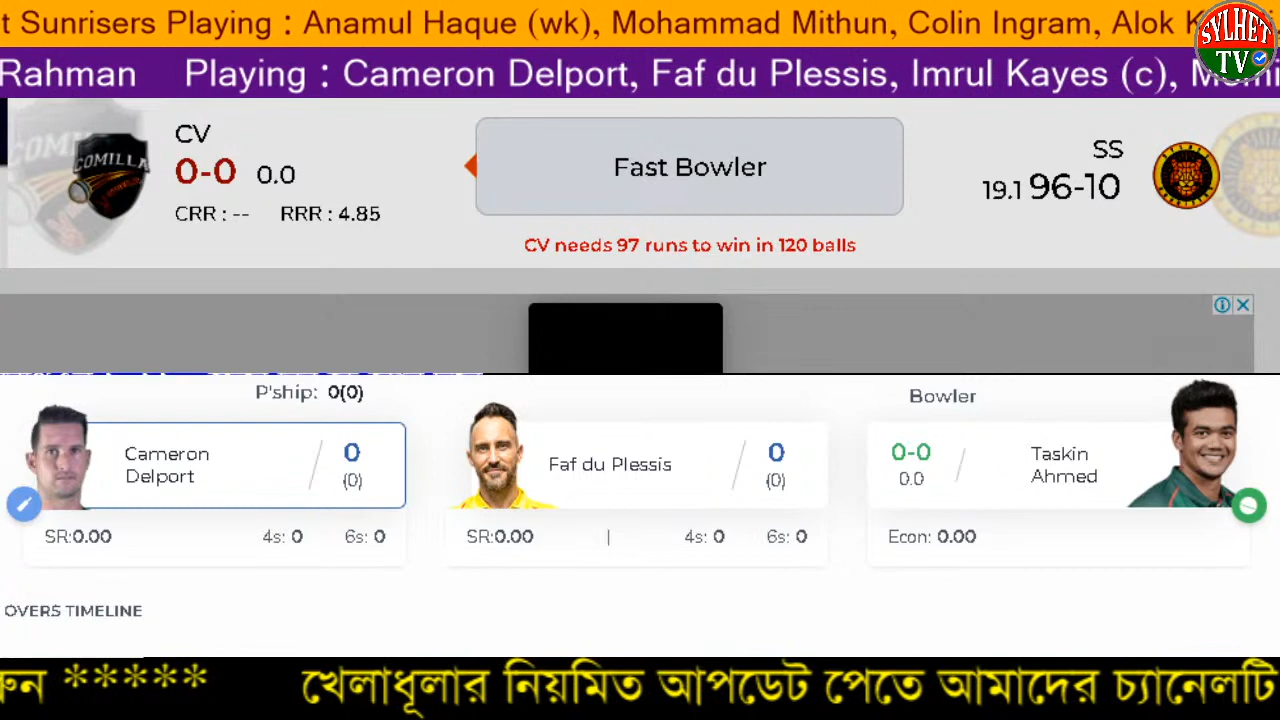 t Sunrisers Playing : Anamul Haque (wk), Mohammad Mithun, Colin Ingram, Alok K
SYLHET
TV
Rahman Playing : Cameron Delport, Faf du Plessis, Imrul Kayes (c),
COMILLA
CV
0-0 0.0
CRR : -- RRR : 4.85
Fast Bowler
CV needs 97 runs to win in 120 balls
SS
19.1 96-10
P'ship: 0(0)
Bowler
Cameron Delport
0
(0)
SR:0.00 4s: 0 6s: 0
Faf du Plessis
0
(0)
SR:0.00 | 4s: 0 6s: 0
0-0
0.0
Taskin Ahmed
Econ: 0.00
OVERS TIMELINE
রুন ***** খেলাধূলার নিয়মিত আপডেট পেতে আমাদের চ্যানেলটি